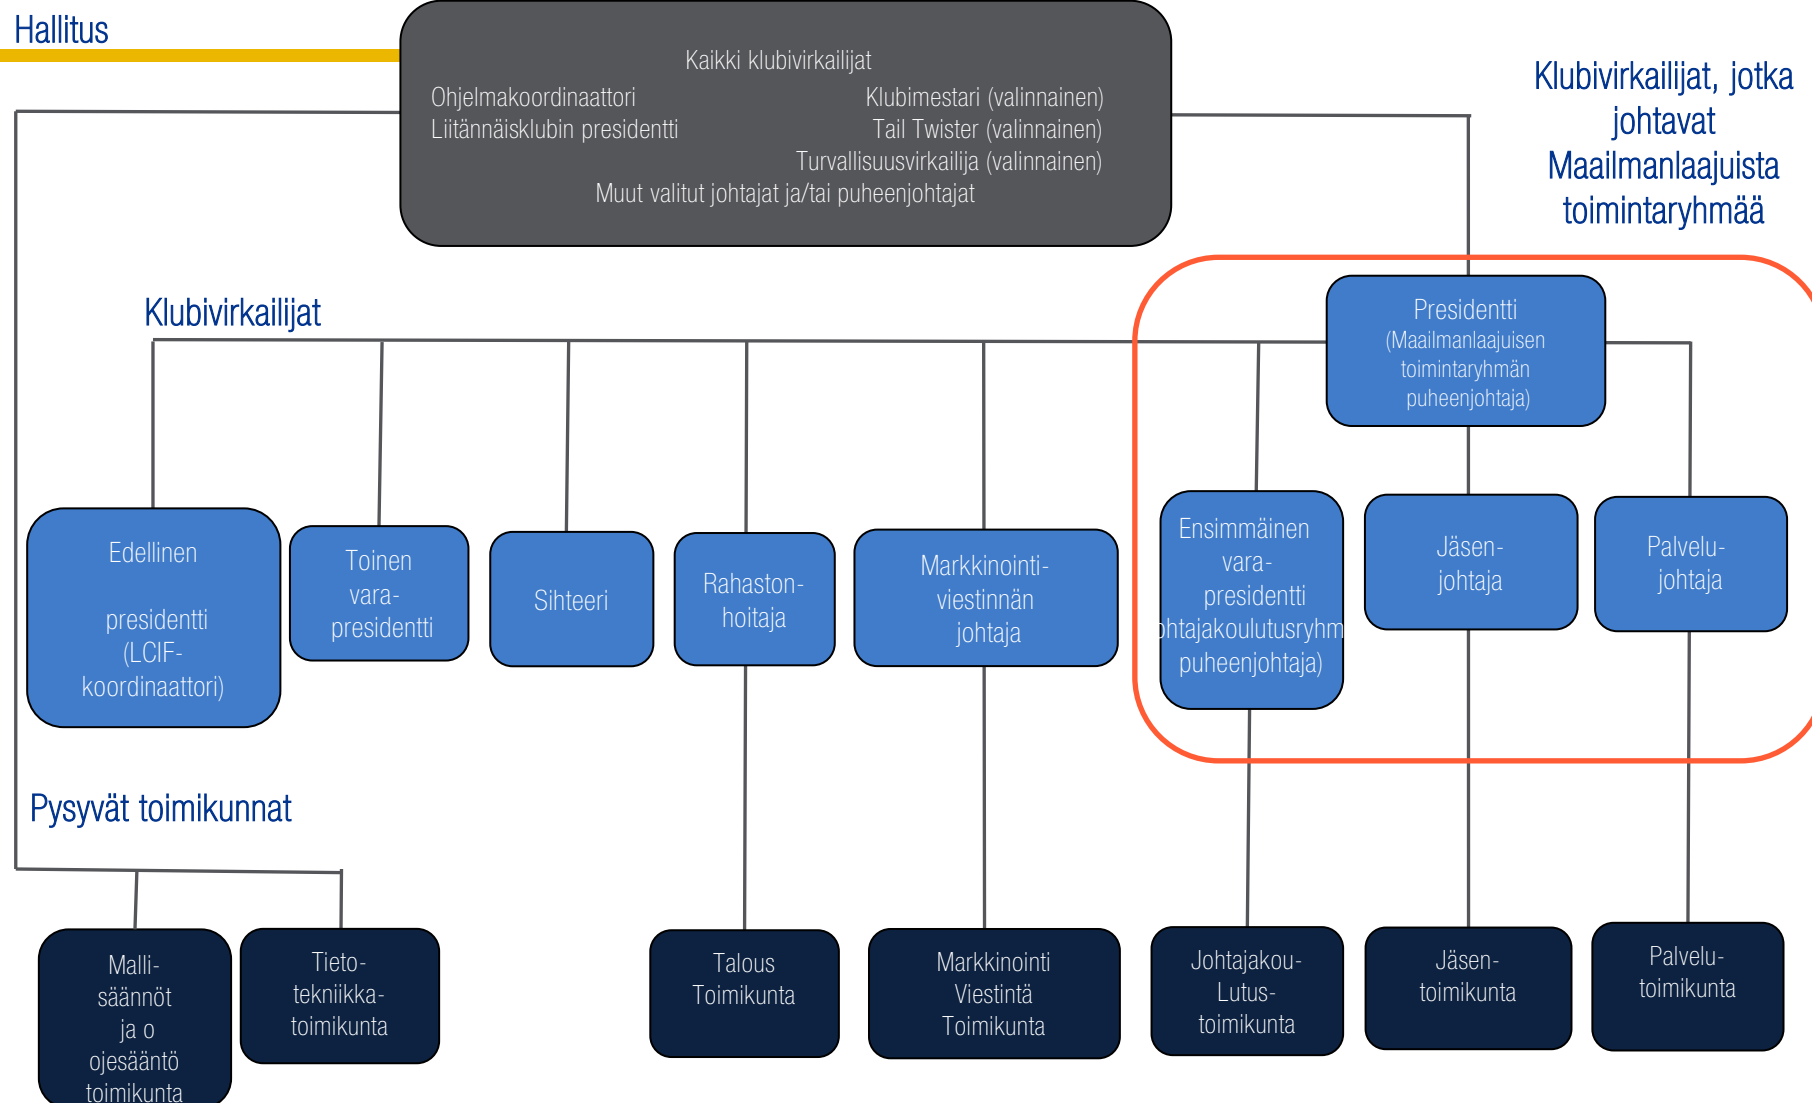 Hallitus
Kaikki klubivirkailijat
Ohjelmakoordinaattori
Klubimestari (valinnainen)
Liitännäisklubin presidentti
Tail Twister (valinnainen)
Turvallisuusvirkailija (valinnainen)
Muut valitut johtajat ja/tai puheenjohtajat
Klubivirkailijat, jotka
johtavat
Maailmanlaajuista
toimintaryhmää
Klubivirkailijat
Presidentti
(Maailmanlaajuisen
toimintaryhmän
puheenjohtaja)
Edellinen
presidentti
(LCIF-
koordinaattori)
Toinen
vara-
presidentti
Sihteeri
Rahaston-
hoitaja
Markkinointi-
viestinnän
johtaja
Ensimmäinen
vara-
presidentti
ohtajakoulutusryhm
puheenjohtaja)
Jäsen-
johtaja
Palvelu-
johtaja
Pysyvät toimikunnat
Malli-
säännöt
ja o
ojesääntö
toimikunta
Tieto-
tekniikka-
toimikunta
Talous
Toimikunta
Markkinointi
Viestintä
Toimikunta
Johtajakou-
Lutus-
toimikunta
Jäsen-
toimikunta
Palvelu-
toimikunta